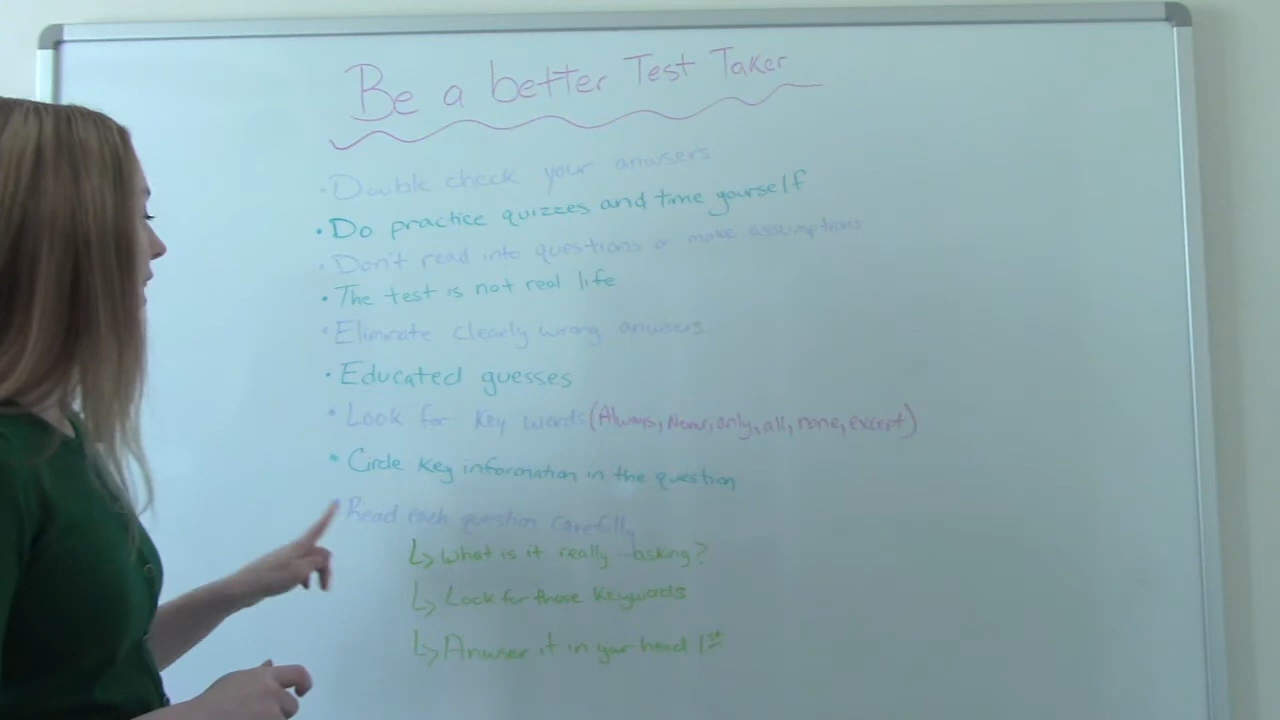 Be a better Test Taker
• Double check your anwsers
• Do practice quizzes and time yourself
• Don't read into questions or make assumptions
• The test is not real life
• Eliminate clearly wrong anwsers
• Educated guesses
• Look for key words (Always, Never, only, all, none, except)
• Circle key information in the question
• Read each question carefully
↳ What is it really asking?
↳ Look for those keywords
↳ Anwser it in your head 1st